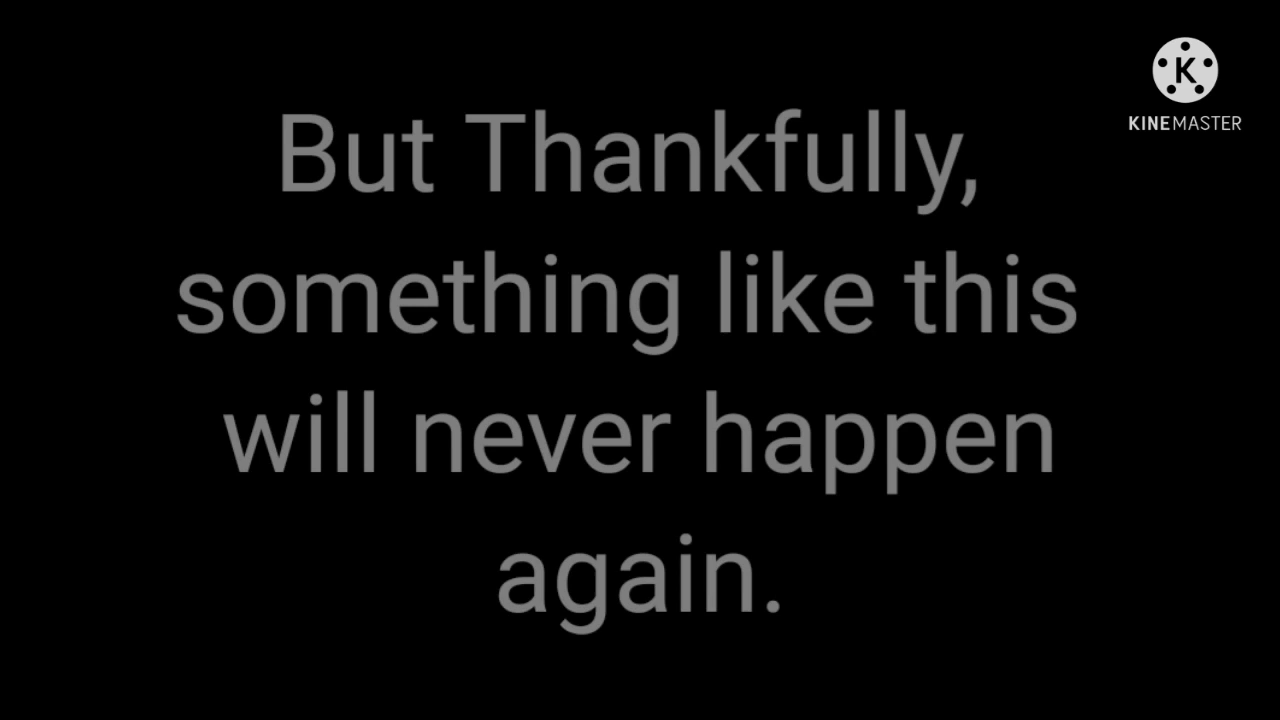 But Thankfully,
something like this
will never happen
again.
K
KINEMASTER